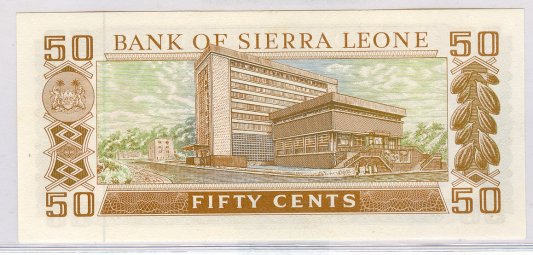 50 BANK OF SIERRA LEONE 50
50 FIFTY CENTS 50